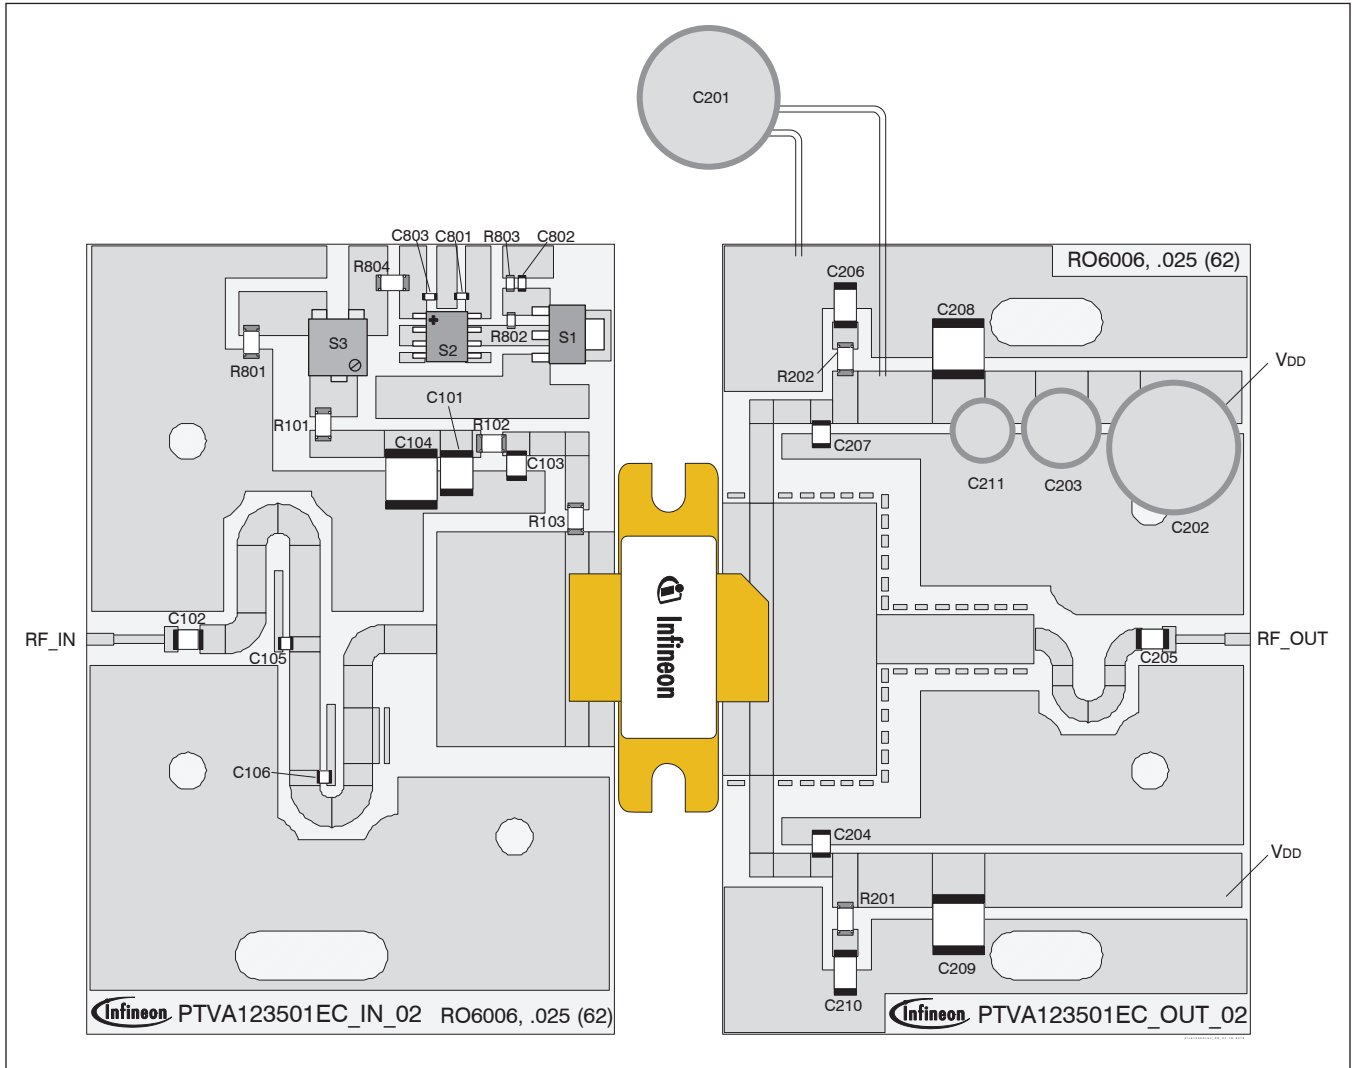 C201
C803 C801 R803 C802
R804
C206
RO6006, .025 (62)
C208
R802
S1
S2
S3
R801
R202
VDD
C101
R101
R102
C104
C103
C207
C211
C203
C202
R103
Infineon
RF_IN
C102
C105
C205
RF_OUT
C106
C204
VDD
R201
C209
C210
Infineon PTVA123501EC_IN_02 RO6006, .025 (62)
Infineon PTVA123501EC_OUT_02